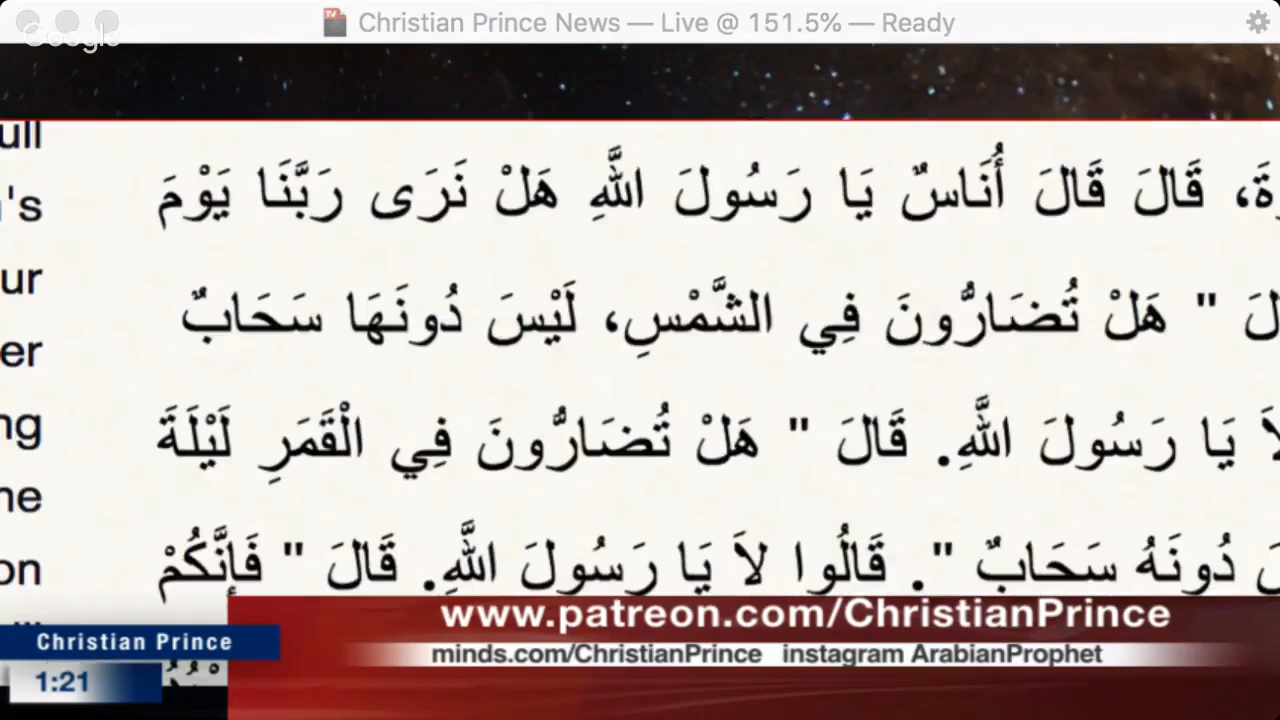 Christian Prince News — Live @ 151.5% — Ready
Google
قَالَ قَالَ أُنَاسٌ يَا رَسُولَ اللَّهِ هَلْ نَرَى رَبَّنَا يَوْمَ
" هَلْ تُضَارُّونَ فِي الشَّمْسِ، لَيْسَ دُونَهَا سَحَابٌ
يَا رَسُولَ اللَّهِ. قَالَ " هَلْ تُضَارُّونَ فِي الْقَمَرِ لَيْلَةَ
دُونَهُ سَحَابٌ ". قَالُوا لاَ يَا رَسُولَ اللَّهِ. قَالَ " فَإِنَّكُمْ
ull
's
ur
er
ng
ne
on
www.patreon.com/ChristianPrince
Christian Prince
minds.com/ChristianPrince instagram ArabianProphet
1:21